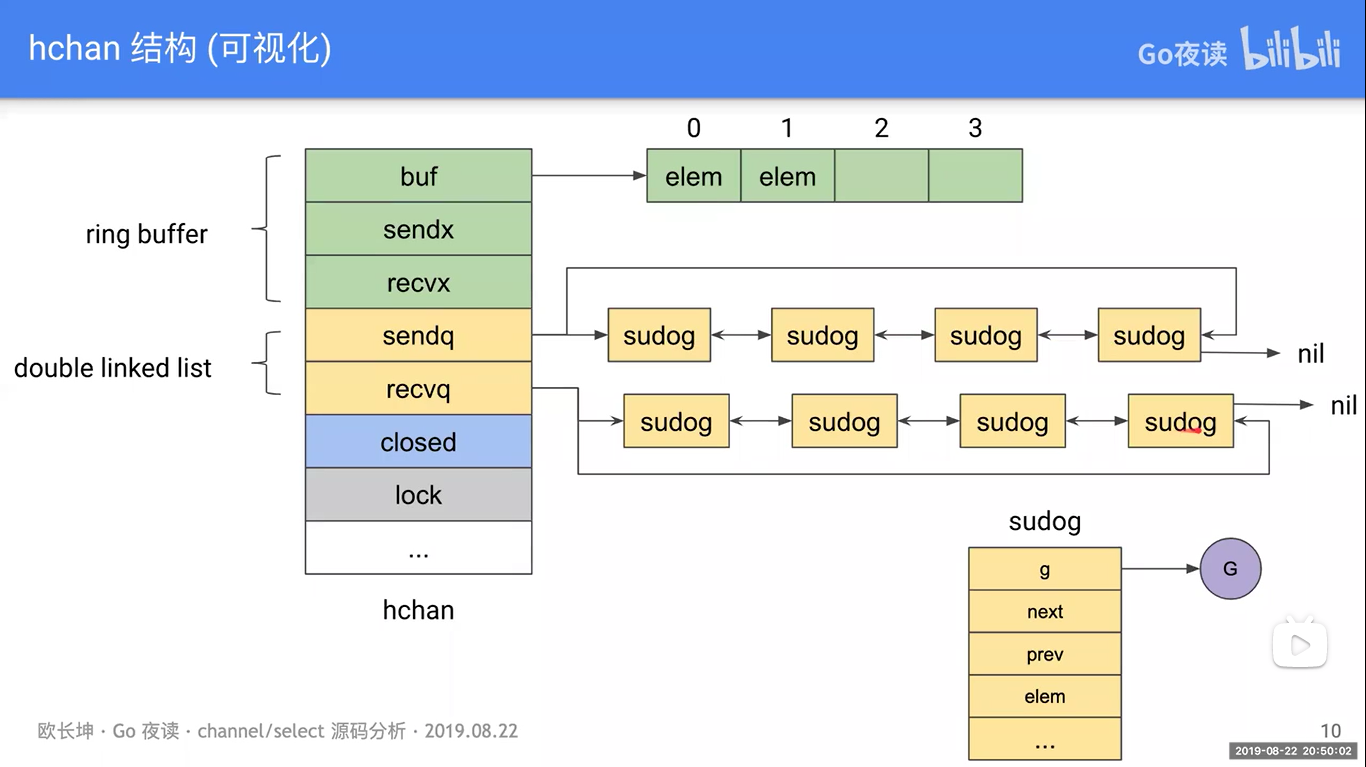 hchan 结构 (可视化)
Go夜读 bilibili
0 1 2 3
buf
elem elem
ring buffer
sendx
recvx
sendq
sudog sudog sudog sudog
nil
double linked list
recvq
sudog sudog sudog sudog
nil
closed
lock
...
hchan
sudog
g
G
next
prev
elem
...
欧长坤 · Go 夜读 · channel/select 源码分析 · 2019.08.22
10
2019-08-22 20:50:02